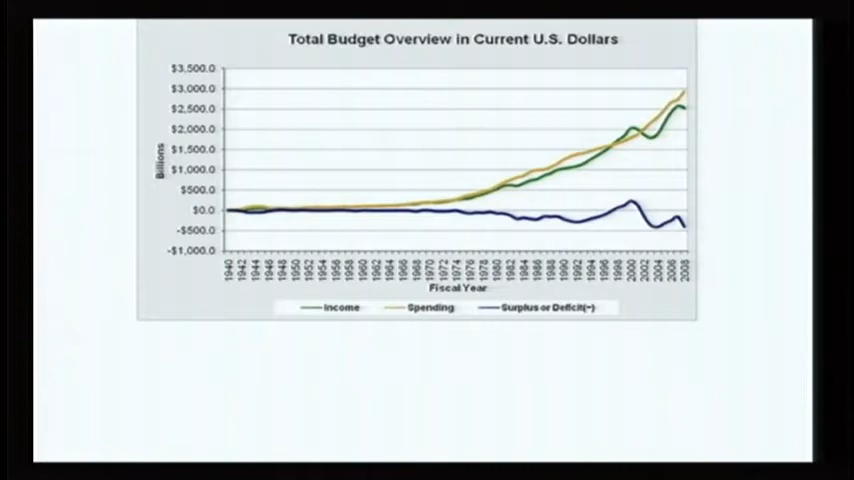 Total Budget Overview in Current U.S. Dollars
$3,500.0
$3,000.0
$2,500.0
$2,000.0
$1,500.0
$1,000.0
$500.0
$0.0
-$500.0
-$1,000.0
Billions
1940 1942 1944 1946 1948 1950 1952 1954 1956 1958 1960 1962 1964 1966 1968 1970 1972 1974 1976 1978 1980 1982 1984 1986 1988 1990 1992 1994 1996 1998 2000 2002 2004 2006 2008
Fiscal Year
Income Spending Surplus or Deficit(-)